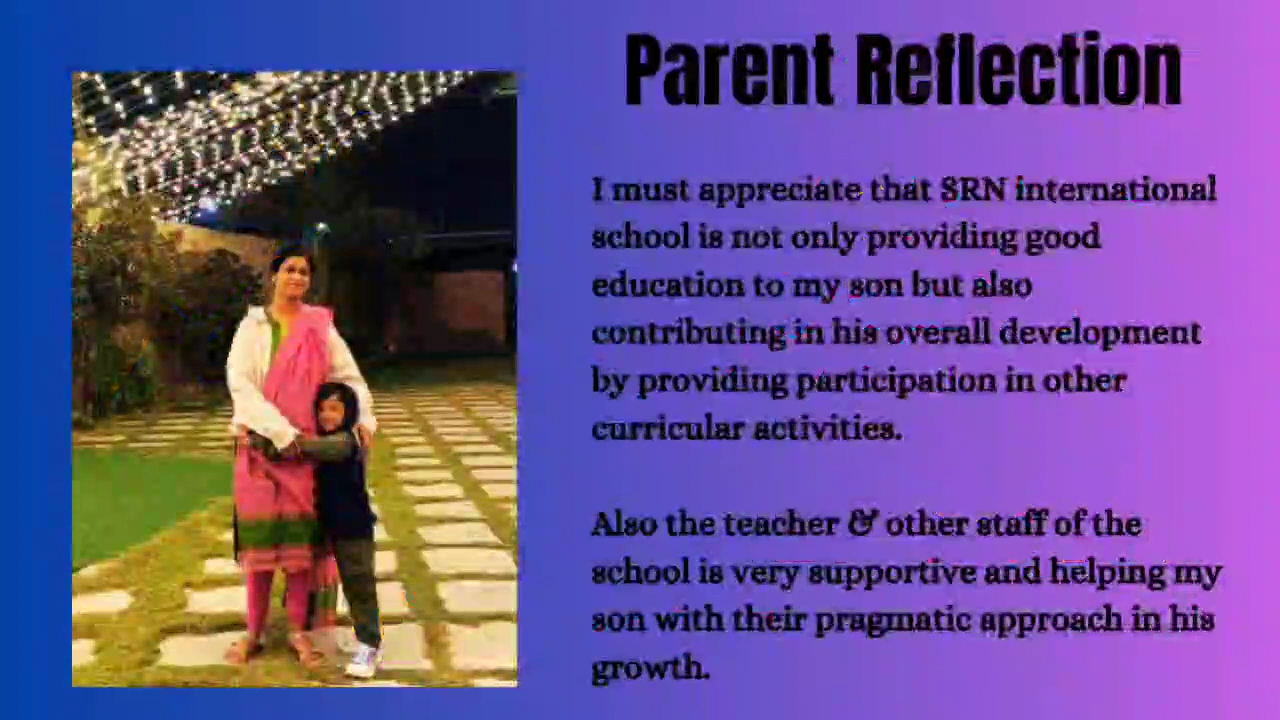 Parent Reflection
I must appreciate that SRN international
school is not only providing good
education to my son but also
contributing in his overall development
by providing participation in other
curricular activities.
Also the teacher & other staff of the
school is very supportive and helping my
son with their pragmatic approach in his
growth.